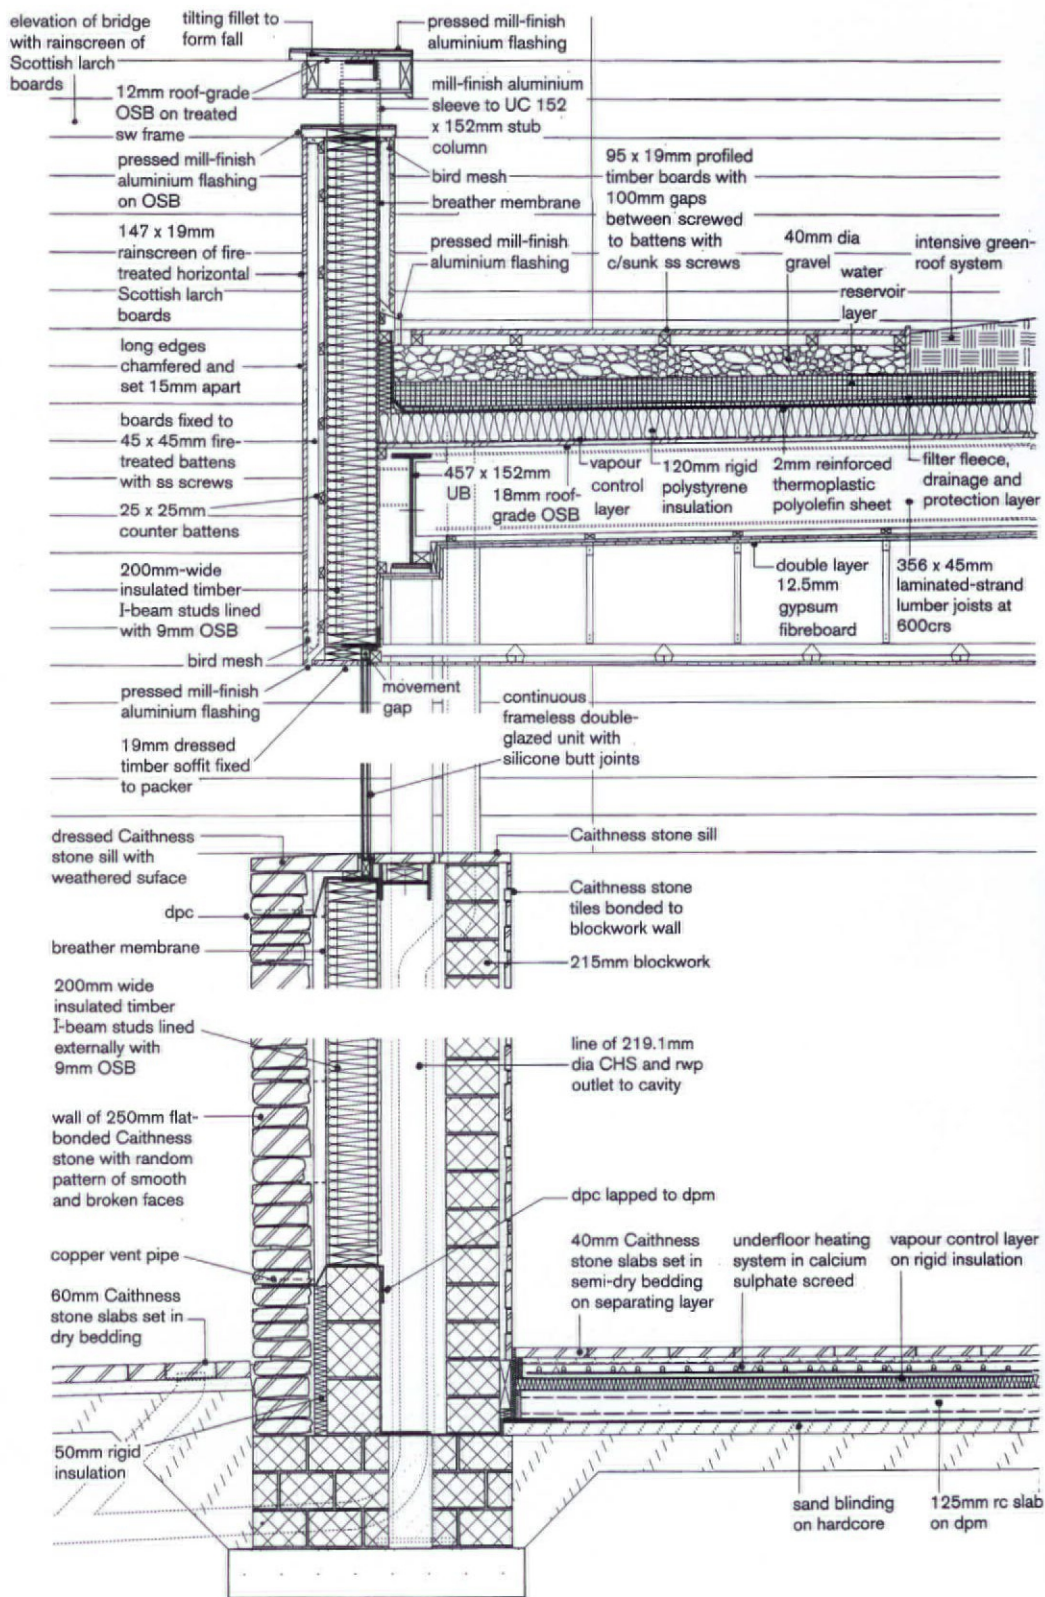 elevation of bridge
with rainscreen of
Scottish larch
boards
tilting fillet to
form fall
pressed mill-finish
aluminium flashing
12mm roof-grade
OSB on treated
sw frame
mill-finish aluminium
sleeve to UC 152
x 152mm stub
column
pressed mill-finish
aluminium flashing
on OSB
bird mesh
breather membrane
95 x 19mm profiled
timber boards with
100mm gaps
between screwed
to battens with
c/sunk ss screws
147 x 19mm
rainscreen of fire-
treated horizontal
Scottish larch
boards
pressed mill-finish
aluminium flashing
40mm dia
gravel
intensive green-
roof system
water
reservoir
layer
long edges
chamfered and
set 15mm apart
boards fixed to
45 x 45mm fire-
treated battens
with ss screws
25 x 25mm
counter battens
457 x 152mm
UB
18mm roof-
grade OSB
vapour
control
layer
120mm rigid
polystyrene
insulation
2mm reinforced
thermoplastic
polyolefin sheet
filter fleece,
drainage and
protection layer
200mm-wide
insulated timber
I-beam studs lined
with 9mm OSB
double layer
12.5mm
gypsum
fibreboard
356 x 45mm
laminated-strand
lumber joists at
600crs
bird mesh
pressed mill-finish
aluminium flashing
movement
gap
continuous
frameless double-
glazed unit with
silicone butt joints
19mm dressed
timber soffit fixed
to packer
dressed Caithness
stone sill with
weathered suface
Caithness stone sill
dpc
Caithness stone
tiles bonded to
blockwork wall
breather membrane
215mm blockwork
200mm wide
insulated timber
I-beam studs lined
externally with
9mm OSB
line of 219.1mm
dia CHS and rwp
outlet to cavity
wall of 250mm flat-
bonded Caithness
stone with random
pattern of smooth
and broken faces
dpc lapped to dpm
copper vent pipe
40mm Caithness
stone slabs set in
semi-dry bedding
on separating layer
underfloor heating
system in calcium
sulphate screed
vapour control layer
on rigid insulation
60mm Caithness
stone slabs set in
dry bedding
50mm rigid
insulation
sand blinding
on hardcore
125mm rc slab
on dpm